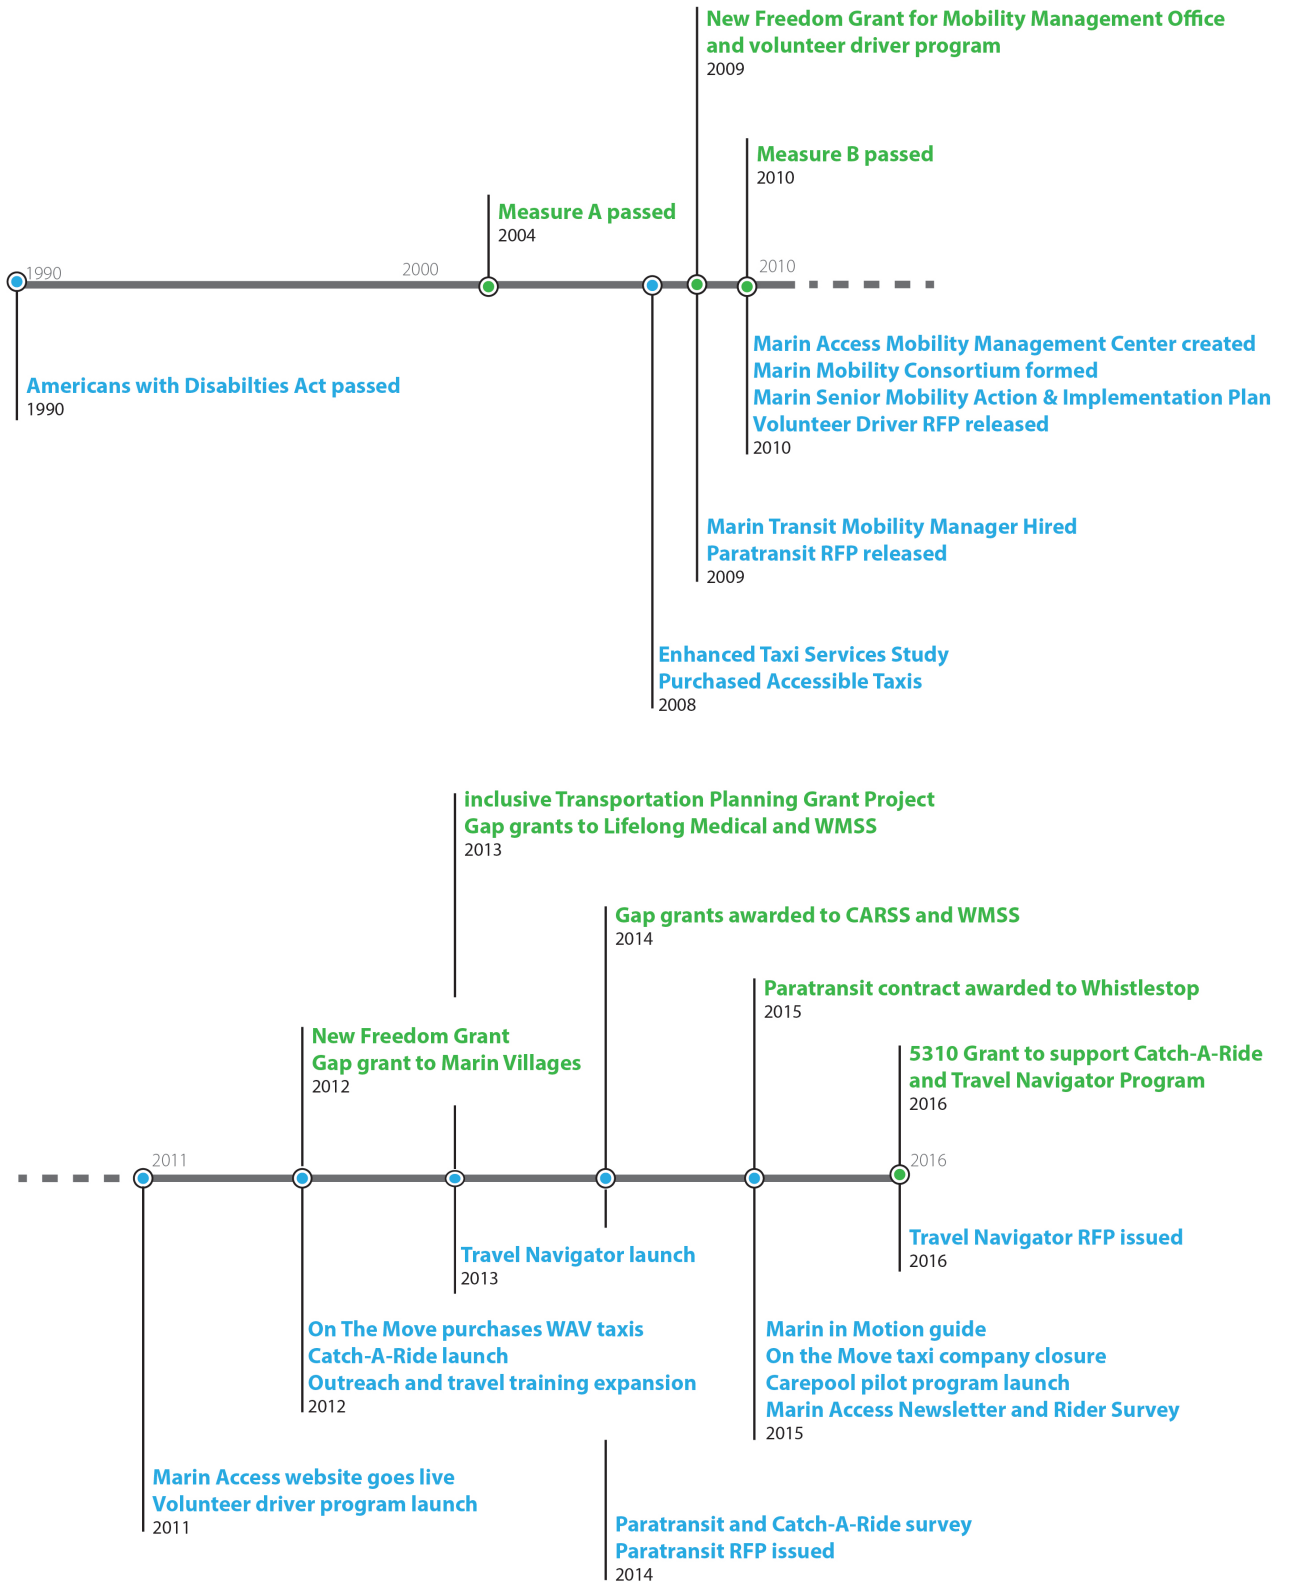 New Freedom Grant for Mobility Management Office
and volunteer driver program
2009
Measure B passed
2010
Measure A passed
2004
1990
2000
2010
Americans with Disabilties Act passed
1990
Marin Access Mobility Management Center created
Marin Mobility Consortium formed
Marin Senior Mobility Action & Implementation Plan
Volunteer Driver RFP released
2010
Marin Transit Mobility Manager Hired
Paratransit RFP released
2009
Enhanced Taxi Services Study
Purchased Accessible Taxis
2008
inclusive Transportation Planning Grant Project
Gap grants to Lifelong Medical and WMSS
2013
Gap grants awarded to CARSS and WMSS
2014
Paratransit contract awarded to Whistlestop
2015
New Freedom Grant
Gap grant to Marin Villages
2012
5310 Grant to support Catch-A-Ride
and Travel Navigator Program
2016
2011
2016
Travel Navigator RFP issued
2016
Travel Navigator launch
2013
On The Move purchases WAV taxis
Catch-A-Ride launch
Outreach and travel training expansion
2012
Marin in Motion guide
On the Move taxi company closure
Carepool pilot program launch
Marin Access Newsletter and Rider Survey
2015
Marin Access website goes live
Volunteer driver program launch
2011
Paratransit and Catch-A-Ride survey
Paratransit RFP issued
2014